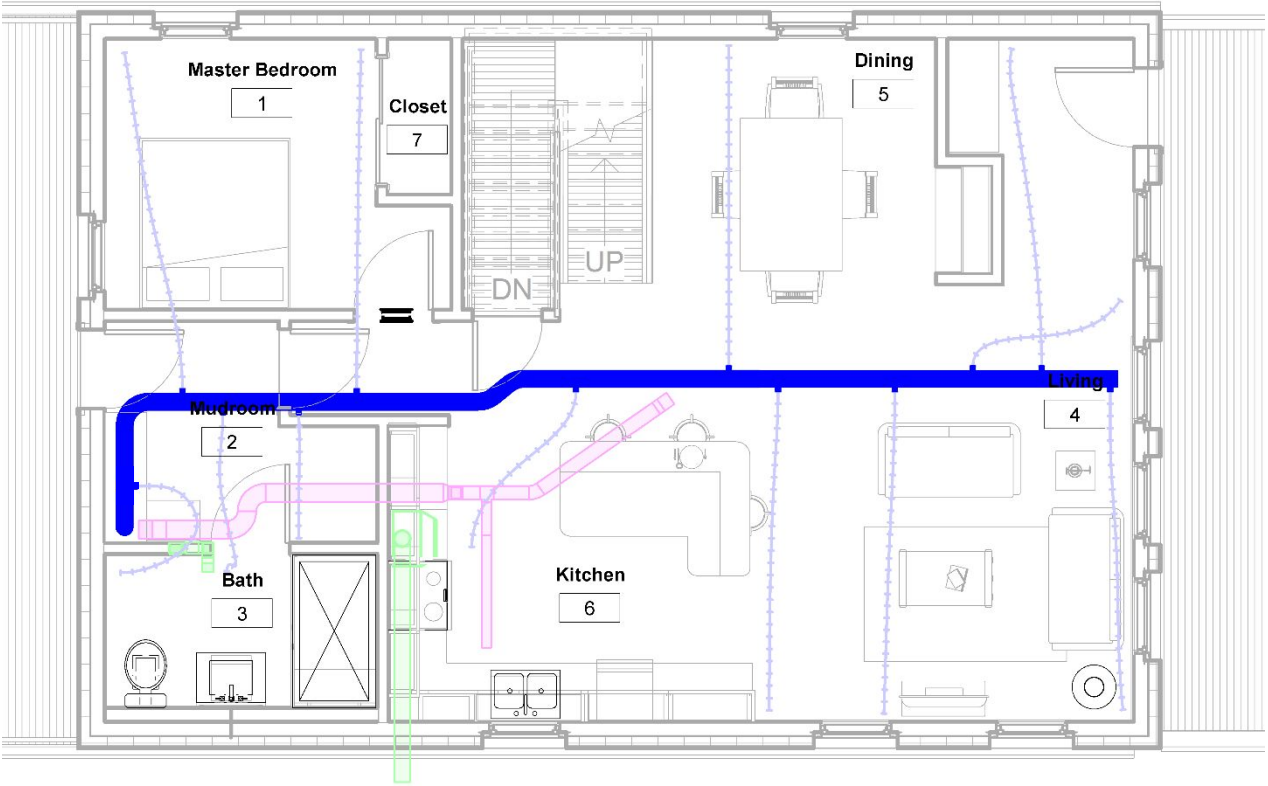 Master Bedroom
1
Closet
7
Dining
5
UP
DN
Living
4
Mudroom
2
Bath
3
Kitchen
6